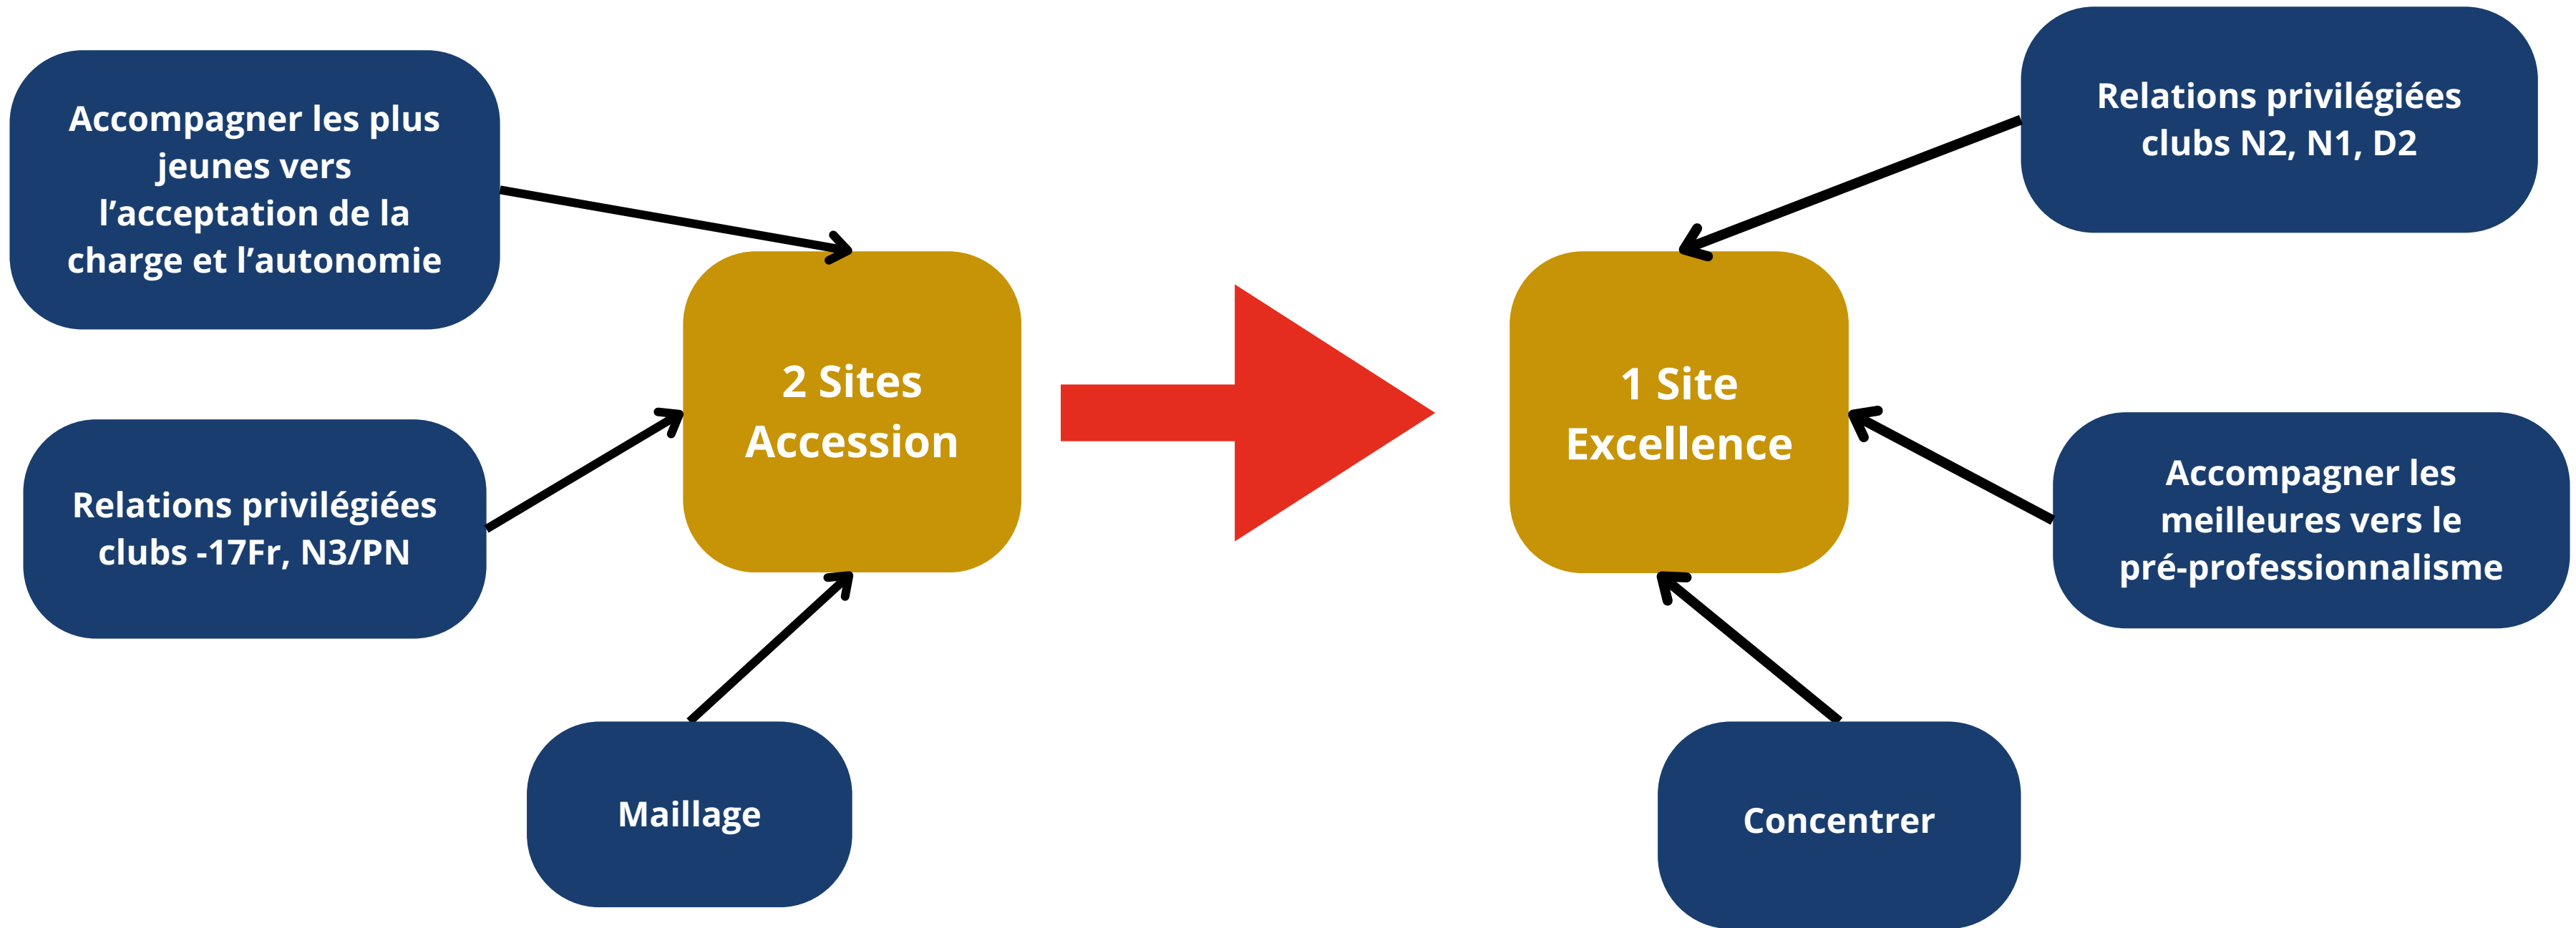 Accompagner les plus
jeunes vers
l’acceptation de la
charge et l’autonomie
Relations privilégiées
clubs -17Fr, N3/PN
Maillage
2 Sites
Accession
1 Site
Excellence
Relations privilégiées
clubs N2, N1, D2
Accompagner les
meilleures vers le
pré-professionnalisme
Concentrer